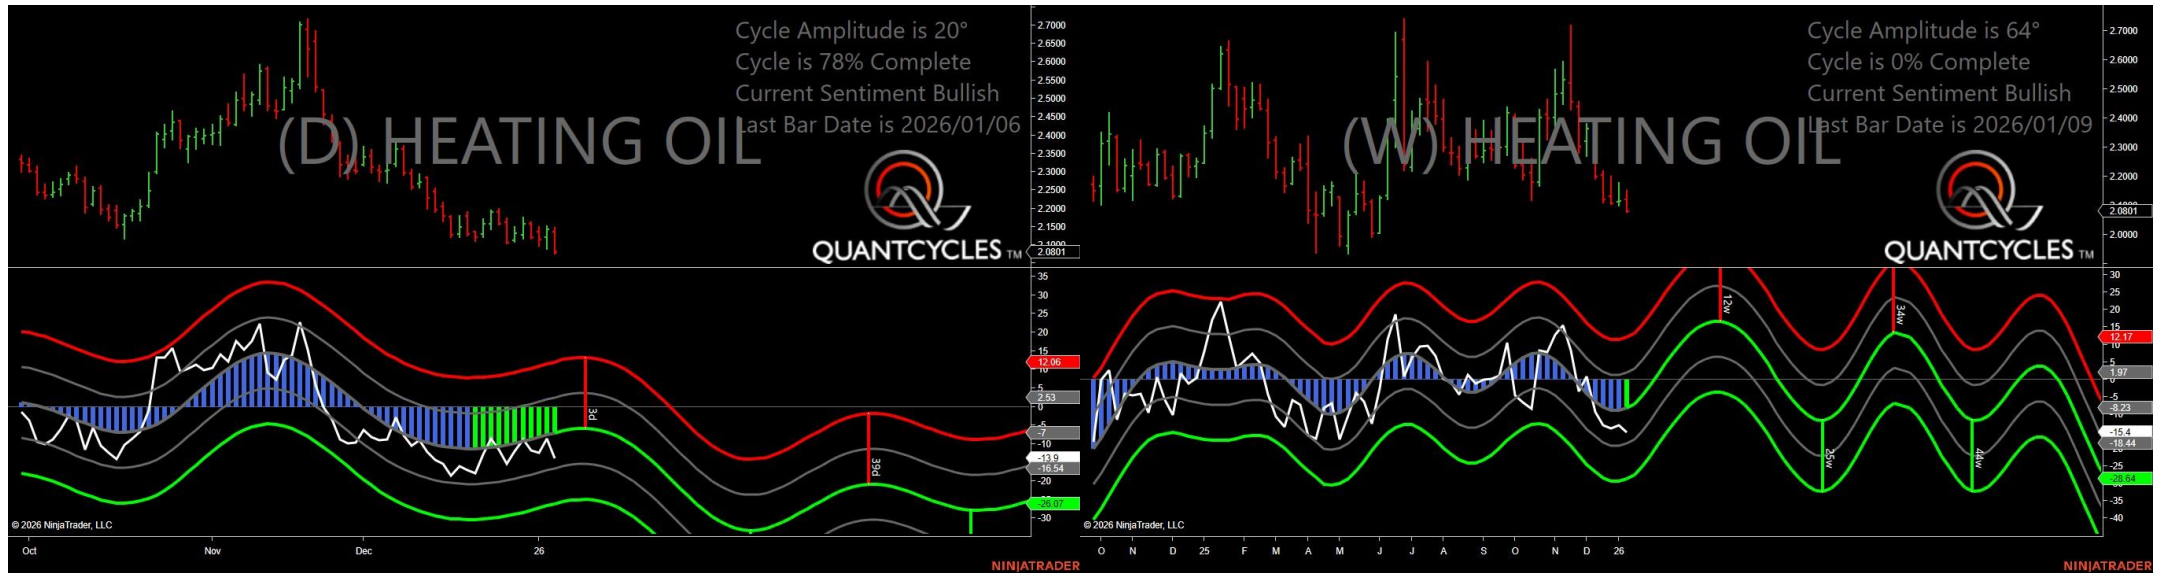 Cycle Amplitude is 20°
Cycle is 78% Complete
Current Sentiment Bullish
Last Bar Date is 2026/01/06
(D) HEATING OIL
QUANTCYCLES TM
2.7000
2.6500
2.6000
2.5500
2.5000
2.4500
2.4000
2.3500
2.3000
2.2500
2.2000
2.1500
2.0801
35
30
25
20
15
12.06
10
5
2.53
0
-5
-7
-10
-13.9
-16.54
-20
-26.07
-30
3d
39d
© 2026 NinjaTrader, LLC
Oct
Nov
Dec
26
NINJATRADER
Cycle Amplitude is 64°
Cycle is 0% Complete
Current Sentiment Bullish
Last Bar Date is 2026/01/09
(W) HEATING OIL
QUANTCYCLES TM
2.7000
2.6000
2.5000
2.4000
2.3000
2.2000
2.0801
2.0000
30
25
20
15
12.17
10
5
1.97
0
-5
-8.23
-10
-15.4
-18.44
-20
-25
-28.64
-35
-40
12w
34w
25w
44w
© 2026 NinjaTrader, LLC
O N D 25 F M A M J J A S O N D 26
NINJATRADER